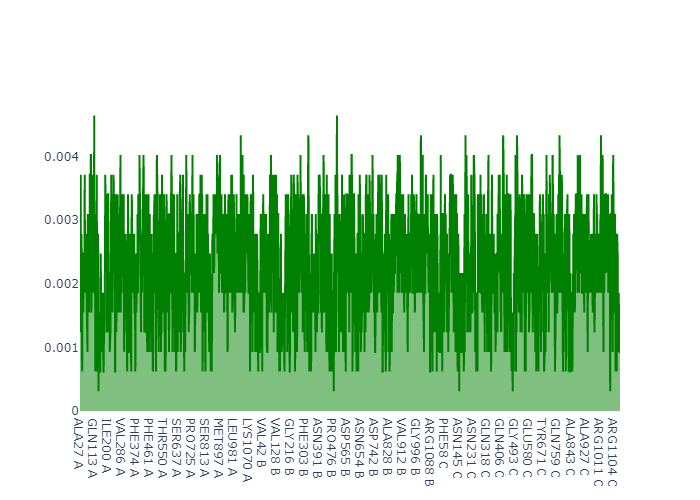 0.004
0.003
0.002
0.001
0
ALA27 A
GLN113 A
ILE200 A
VAL286 A
PHE374 A
PHE461 A
THR550 A
SER637 A
PRO725 A
SER813 A
MET897 A
LEU981 A
LYS1070 A
VAL42 B
VAL128 B
GLY216 B
PHE303 B
ASN391 B
PRO476 B
ASP565 B
ASN654 B
ASP742 B
ALA828 B
VAL912 B
GLY996 B
ARG1088 B
PHE58 C
ASN145 C
ASN231 C
GLN318 C
GLN406 C
GLY493 C
GLU580 C
TYR671 C
GLN759 C
ALA843 C
ALA927 C
ARG1011 C
ARG1104 C